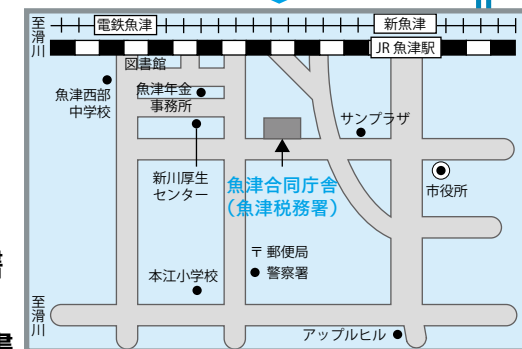 至滑川
電鉄魚津
新魚津
JR 魚津駅
図書館
魚津西部
中学校
魚津年金
事務所
サンプラザ
新川厚生
センター
魚津合同庁舎
(魚津税務署)
市役所
〒 郵便局
警察署
本江小学校
至滑川
アップルヒル